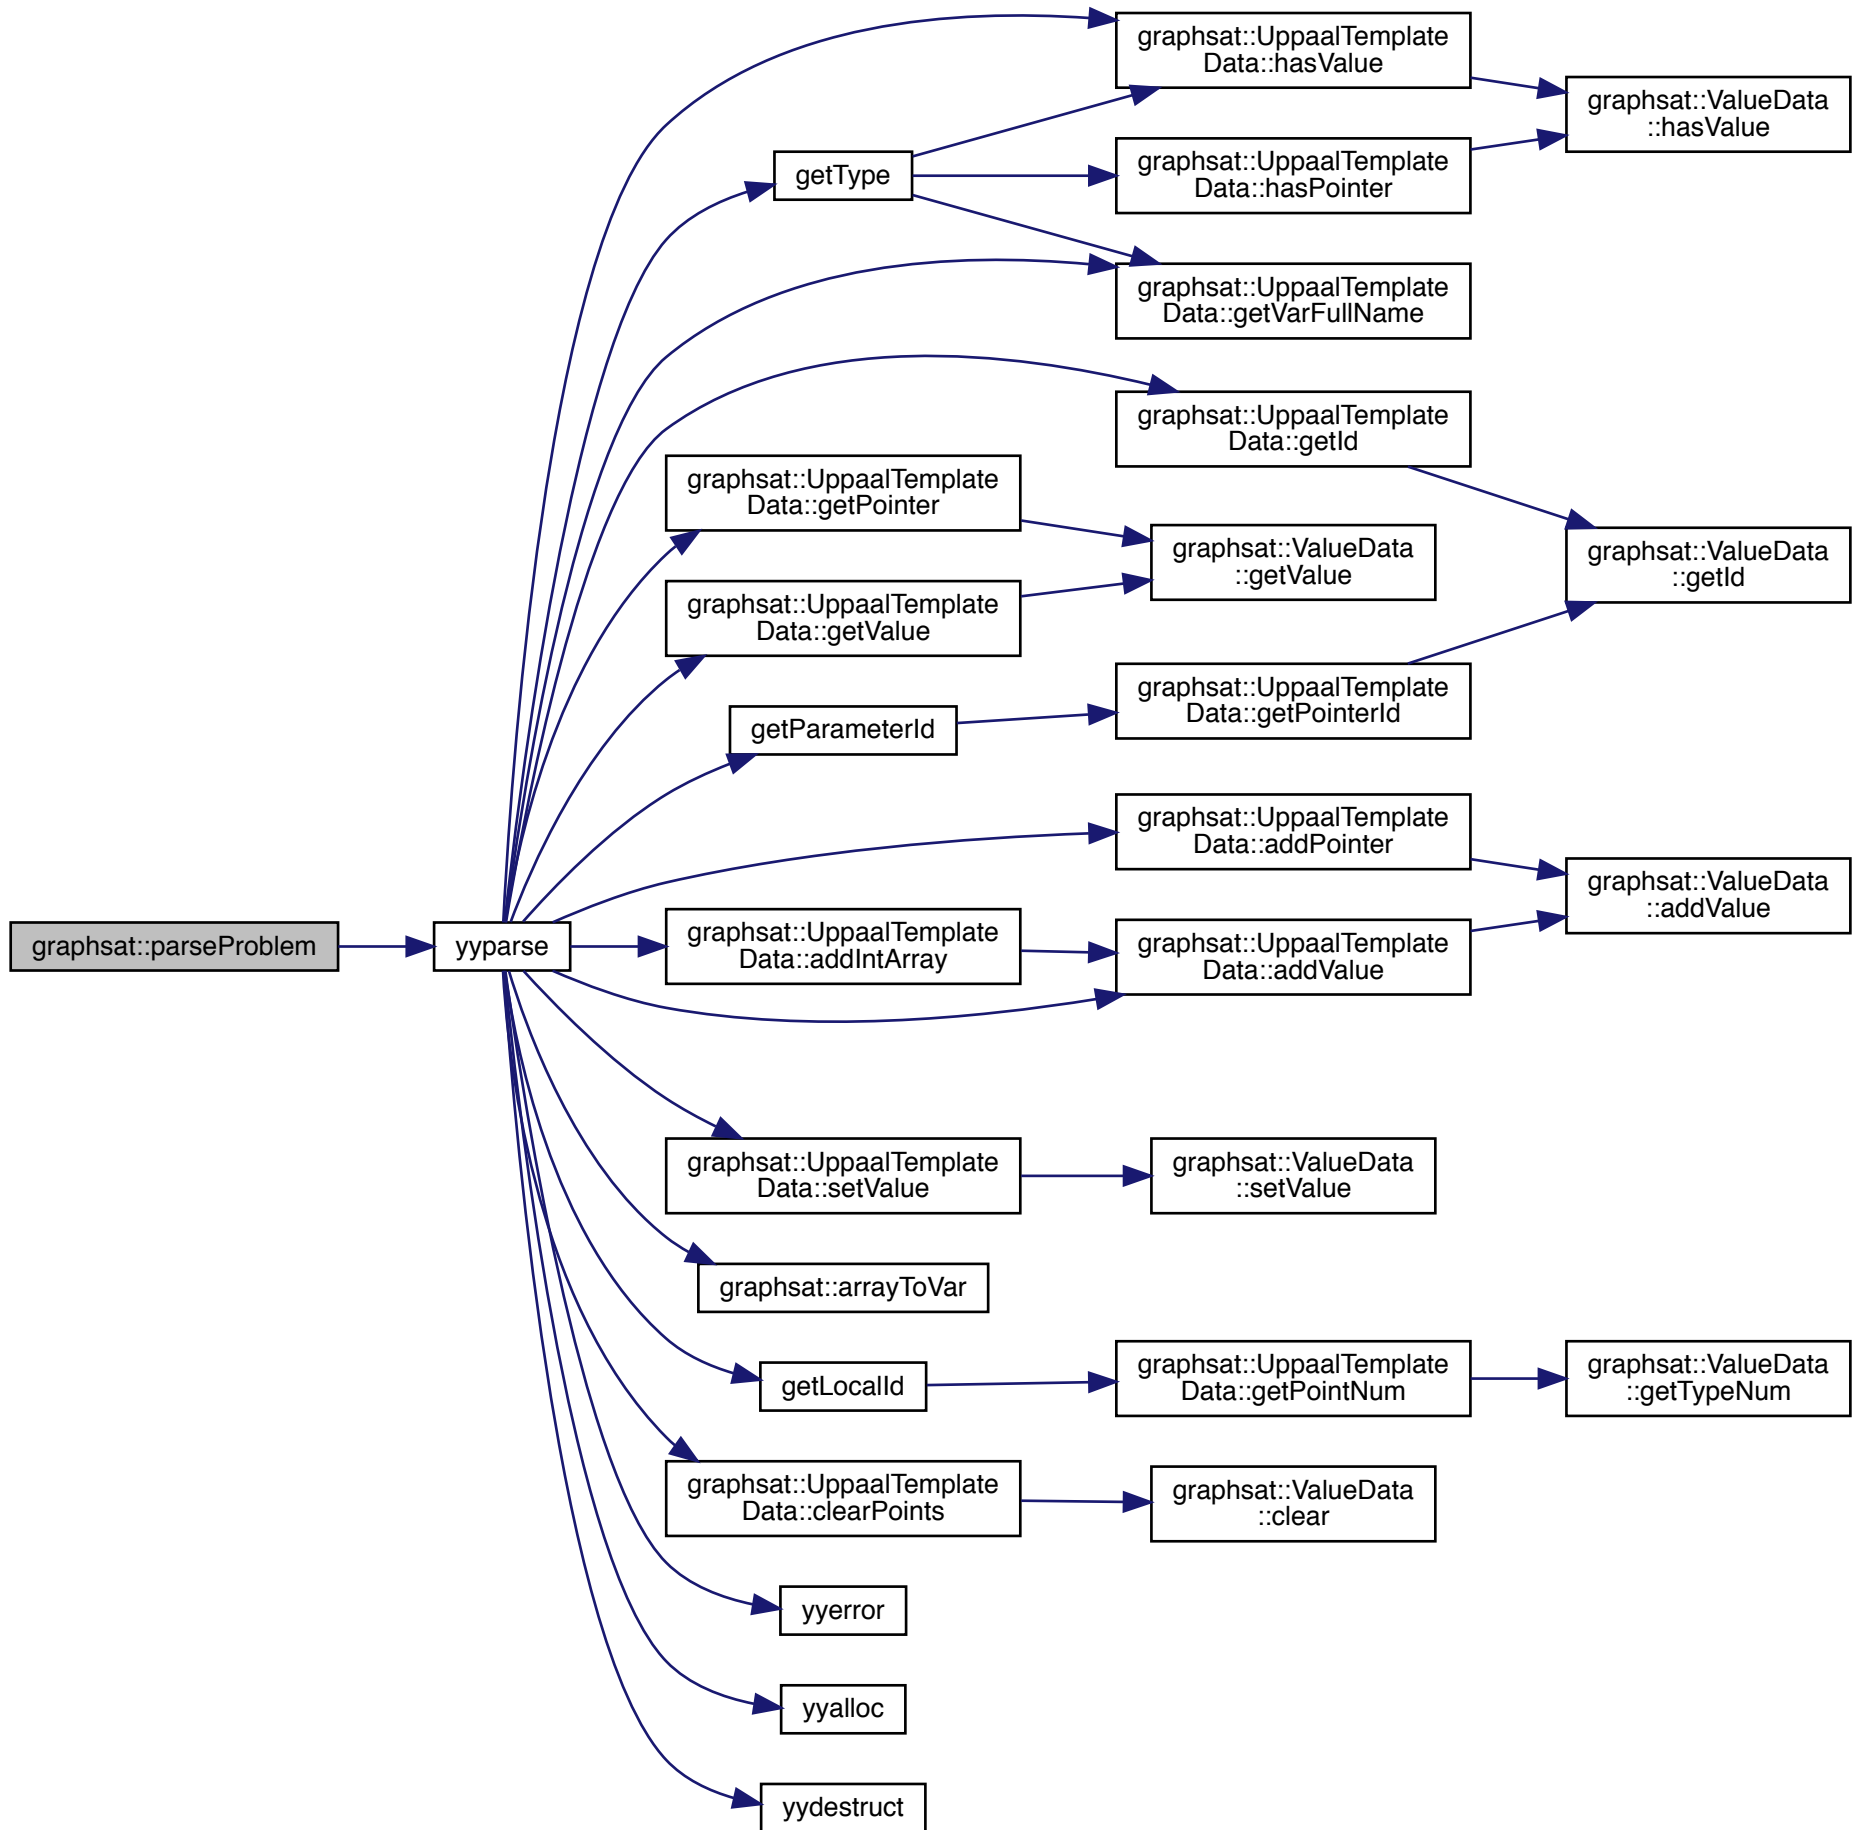 graphsat::UppaalTemplate
Data::hasValue
graphsat::ValueData
::hasValue
getType
graphsat::UppaalTemplate
Data::hasPointer
graphsat::UppaalTemplate
Data::getVarFullName
graphsat::UppaalTemplate
Data::getId
graphsat::UppaalTemplate
Data::getPointer
graphsat::ValueData
::getValue
graphsat::ValueData
::getId
graphsat::UppaalTemplate
Data::getValue
graphsat::UppaalTemplate
Data::getPointerId
getParameterId
graphsat::UppaalTemplate
Data::addPointer
graphsat::ValueData
::addValue
graphsat::parseProblem
yyparse
graphsat::UppaalTemplate
Data::addIntArray
graphsat::UppaalTemplate
Data::addValue
graphsat::UppaalTemplate
Data::setValue
graphsat::ValueData
::setValue
graphsat::arrayToVar
getLocalId
graphsat::UppaalTemplate
Data::getPointNum
graphsat::ValueData
::getTypeNum
graphsat::UppaalTemplate
Data::clearPoints
graphsat::ValueData
::clear
yyerror
yyalloc
yydestruct